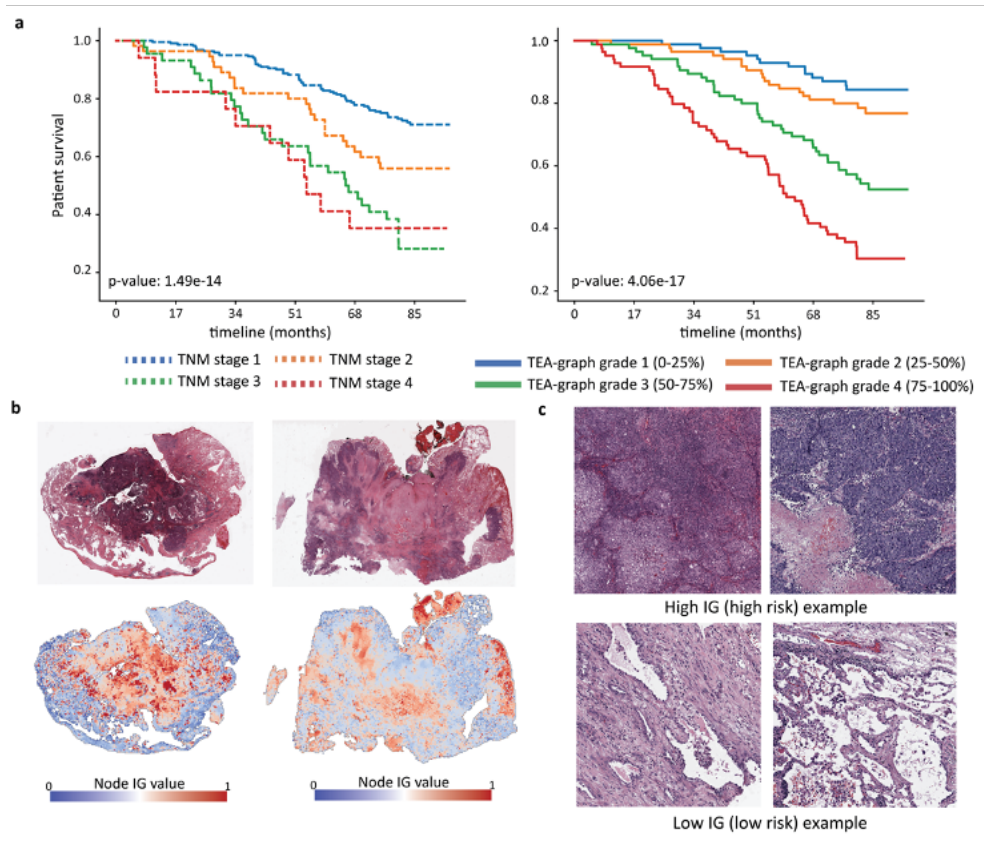 a
1.0
0.8
0.6
0.4
0.2
Patient survival
p-value: 1.49e-14
0 17 34 51 68 85
timeline (months)
TNM stage 1 TNM stage 2
TNM stage 3 TNM stage 4
1.0
0.8
0.6
0.4
0.2
p-value: 4.06e-17
0 17 34 51 68 85
timeline (months)
TEA-graph grade 1 (0-25%) TEA-graph grade 2 (25-50%)
TEA-graph grade 3 (50-75%) TEA-graph grade 4 (75-100%)
b
0 Node IG value 1
0 Node IG value 1
c
High IG (high risk) example
Low IG (low risk) example